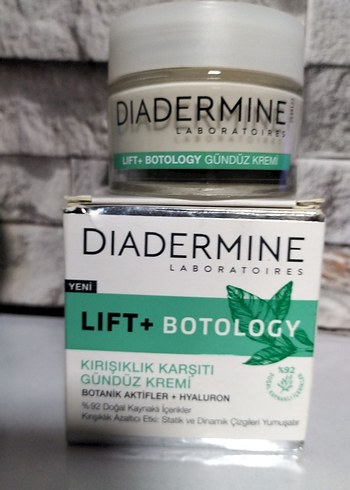 DIADERMINE
LABORATOIRES
LIFT+ BOTOLOGY GÜNDÜZ KREMİ
DIADERMINE
LABORATOIRES
YENİ
LIFT+ BOTOLOGY
KIRIŞIKLIK KARŞITI
GÜNDÜZ KREMİ
BOTANİK AKTİFLER + HYALURON
%92 Doğal Kaynaklı İçerikler
Kırışıklık Azaltıcı Etki: Statik ve Dinamik Çizgileri Yumuşatır
%92